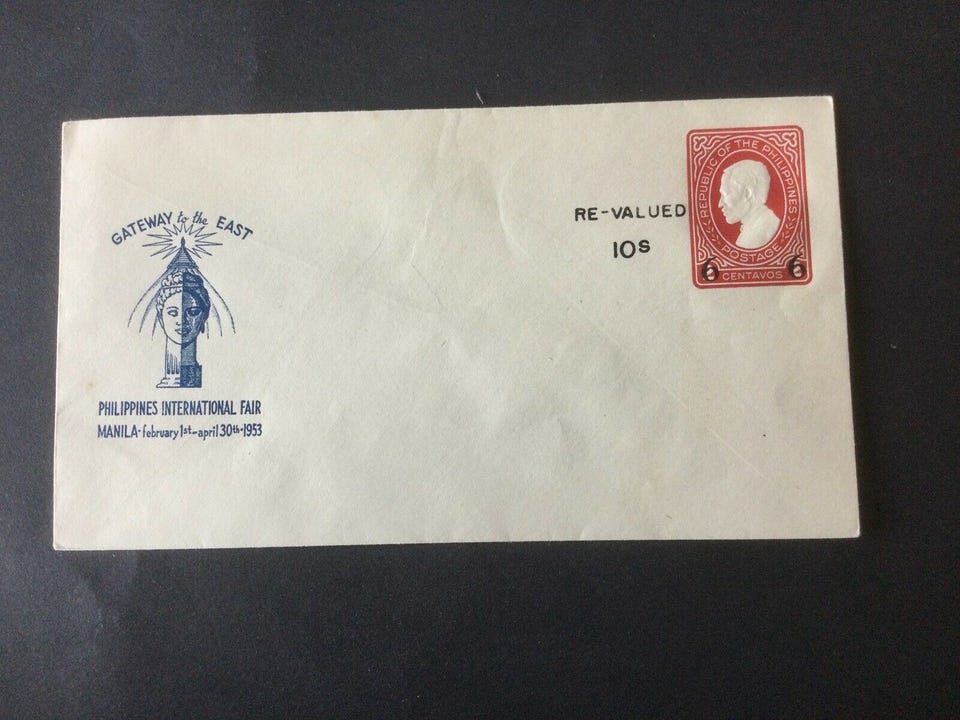 GATEWAY to the EAST
PHILIPPINES INTERNATIONAL FAIR
MANILA·february 1st–april 30th·1953
RE-VALUED
10s
REPUBLIC OF THE PHILIPPINES
POSTAGE
6 CENTAVOS 6